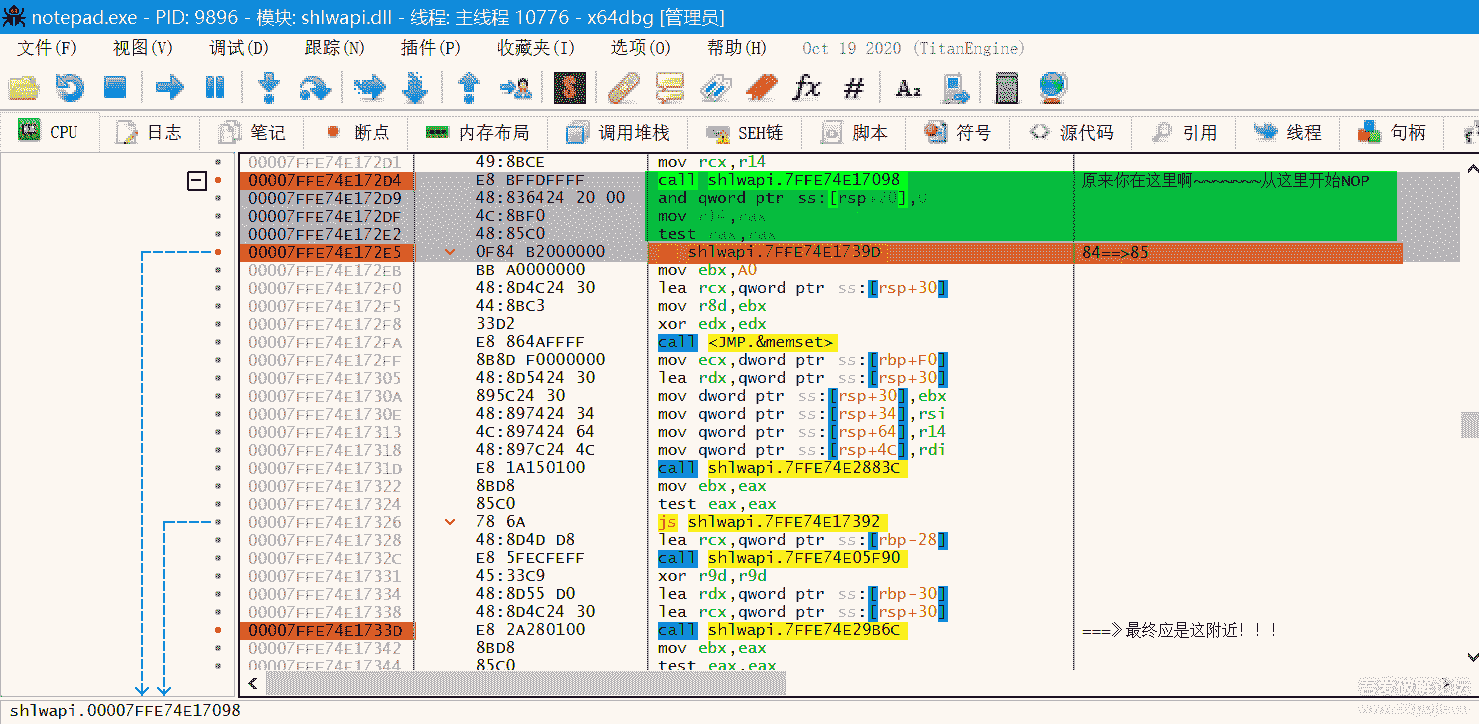 notepad.exe - PID: 9896 - 模块: shlwapi.dll - 线程: 主线程 10776 - x64dbg [管理员]
文件(F) 视图(V) 调试(D) 跟踪(N) 插件(P) 收藏夹(I) 选项(O) 帮助(H) Oct 19 2020 (TitanEngine)
CPU 日志 笔记 断点 内存布局 调用堆栈 SEH链 脚本 符号 源代码 引用 线程 句柄
00007FFE74E172D1 49:8BCE mov rcx,r14
00007FFE74E172D4 E8 BFFDFFFF call shlwapi.7FFE74E17098 原来你在这里啊~~~~~~~从这里开始NOP
00007FFE74E172D9 48:836424 20 00 and qword ptr ss:[rsp+20],0
00007FFE74E172DF 4C:8BF0 mov r14,rax
00007FFE74E172E2 48:85C0 test rax,rax
00007FFE74E172E5 0F84 B2000000 shlwapi.7FFE74E1739D 84==>85
00007FFE74E172EB BB A0000000 mov ebx,A0
00007FFE74E172F0 48:8D4C24 30 lea rcx,qword ptr ss:[rsp+30]
00007FFE74E172F5 44:8BC3 mov r8d,ebx
00007FFE74E172F8 33D2 xor edx,edx
00007FFE74E172FA E8 864AFFFF call <JMP.&memset>
00007FFE74E172FF 8B8D F0000000 mov ecx,dword ptr ss:[rbp+F0]
00007FFE74E17305 48:8D5424 30 lea rdx,qword ptr ss:[rsp+30]
00007FFE74E1730A 895C24 30 mov dword ptr ss:[rsp+30],ebx
00007FFE74E1730E 48:897424 34 mov qword ptr ss:[rsp+34],rsi
00007FFE74E17313 4C:897424 64 mov qword ptr ss:[rsp+64],r14
00007FFE74E17318 48:897C24 4C mov qword ptr ss:[rsp+4C],rdi
00007FFE74E1731D E8 1A150100 call shlwapi.7FFE74E2883C
00007FFE74E17322 8BD8 mov ebx,eax
00007FFE74E17324 85C0 test eax,eax
00007FFE74E17326 78 6A js shlwapi.7FFE74E17392
00007FFE74E17328 48:8D4D D8 lea rcx,qword ptr ss:[rbp-28]
00007FFE74E1732C E8 5FECFEFF call shlwapi.7FFE74E05F90
00007FFE74E17331 45:33C9 xor r9d,r9d
00007FFE74E17334 48:8D55 D0 lea rdx,qword ptr ss:[rbp-30]
00007FFE74E17338 48:8D4C24 30 lea rcx,qword ptr ss:[rsp+30]
00007FFE74E1733D E8 2A280100 call shlwapi.7FFE74E29B6C ===》最终应是这附近!!!
00007FFE74E17342 8BD8 mov ebx,eax
00007FFE74E17344 85C0 test eax,eax
shlwapi.00007FFE74E17098